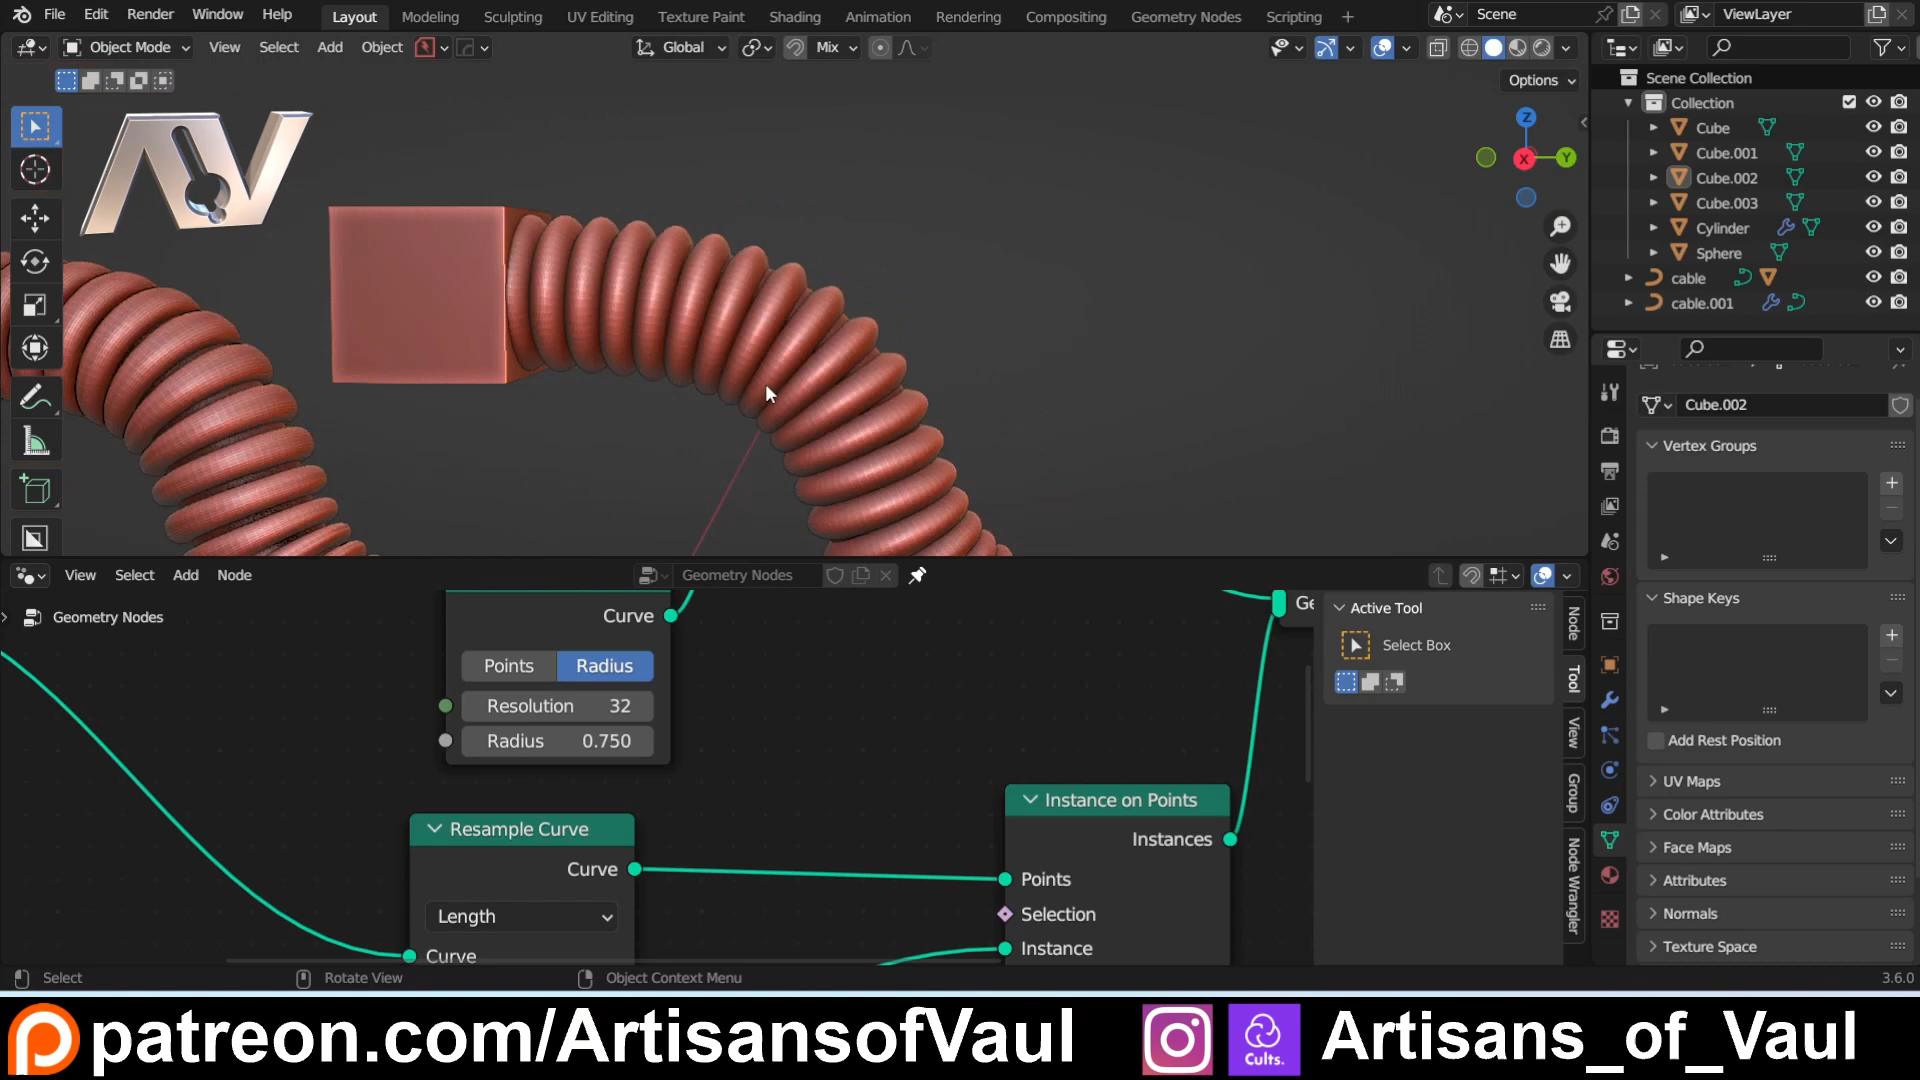 File Edit Render Window Help Layout Modeling Sculpting UV Editing Texture Paint Shading Animation Rendering Compositing Geometry Nodes Scripting + Scene ViewLayer
Object Mode View Select Add Object Global Mix
Options
Z
X Y
Scene Collection
Collection
Cube
Cube.001
Cube.002
Cube.003
Cylinder
Sphere
cable
cable.001
Cube.002
Vertex Groups
Shape Keys
Add Rest Position
UV Maps
Color Attributes
Face Maps
Attributes
Normals
Texture Space
View Select Add Node Geometry Nodes
Geometry Nodes
Curve
Points Radius
Resolution 32
Radius 0.750
Resample Curve
Curve
Length
Curve
Instance on Points
Instances
Points
Selection
Instance
Ge
Active Tool
Select Box
Node
Tool
View
Group
Node Wrangler
Select Rotate View Object Context Menu 3.6.0
patreon.com/ArtisansofVaul Cults. Artisans_of_Vaul